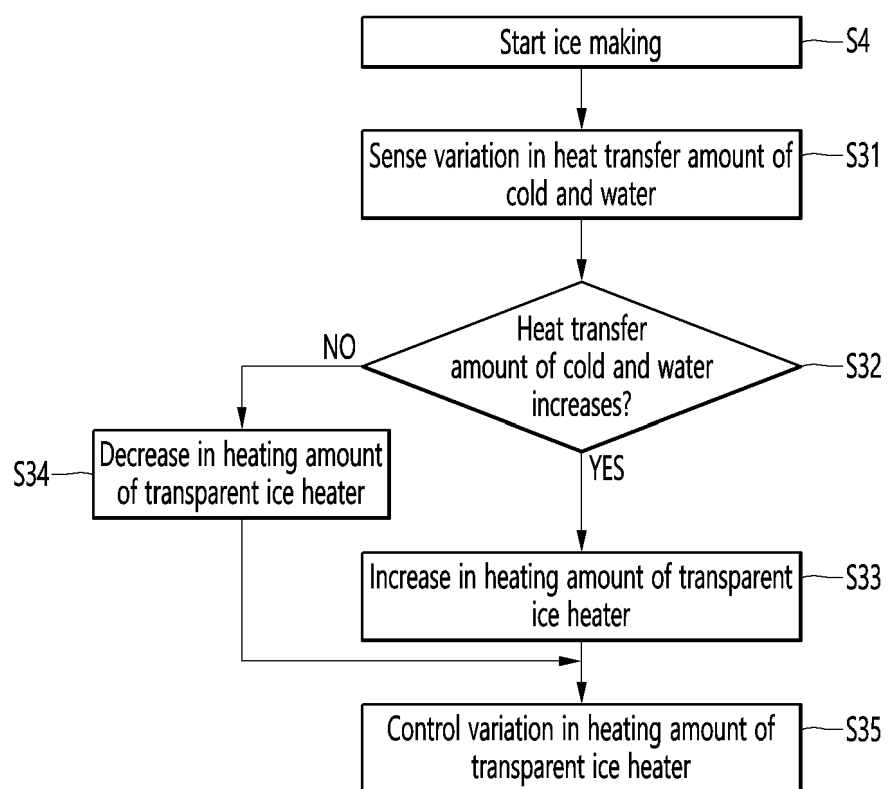 Start ice making
S4
Sense variation in heat transfer amount of
cold and water
S31
Heat transfer
amount of cold and water
increases?
S32
NO
YES
Decrease in heating amount
of transparent ice heater
S34
Increase in heating amount of transparent
ice heater
S33
Control variation in heating amount of
transparent ice heater
S35